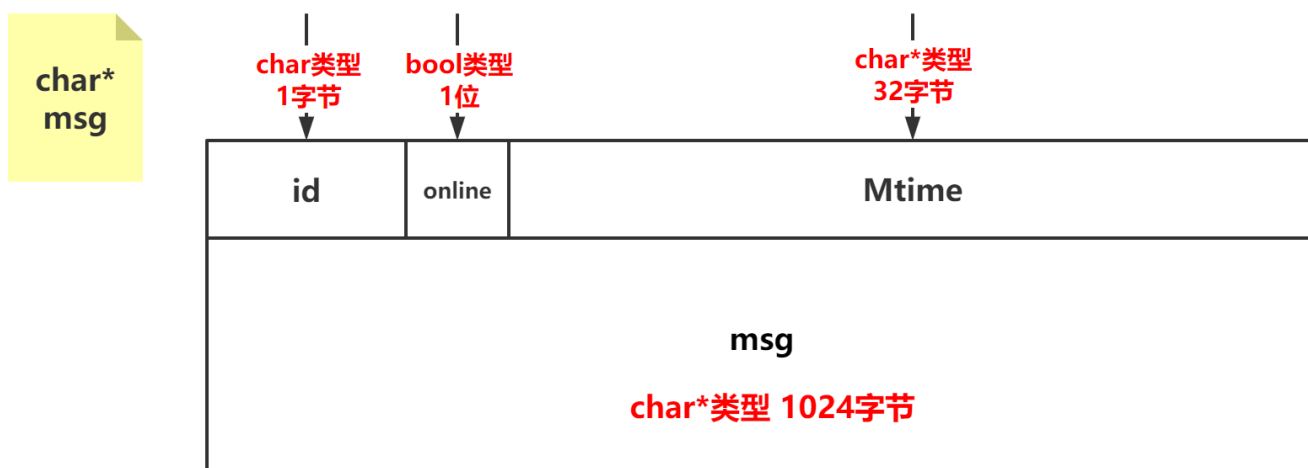 char*
msg
char类型
1字节
bool类型
1位
char*类型
32字节
id
online
Mtime
msg
char*类型 1024字节